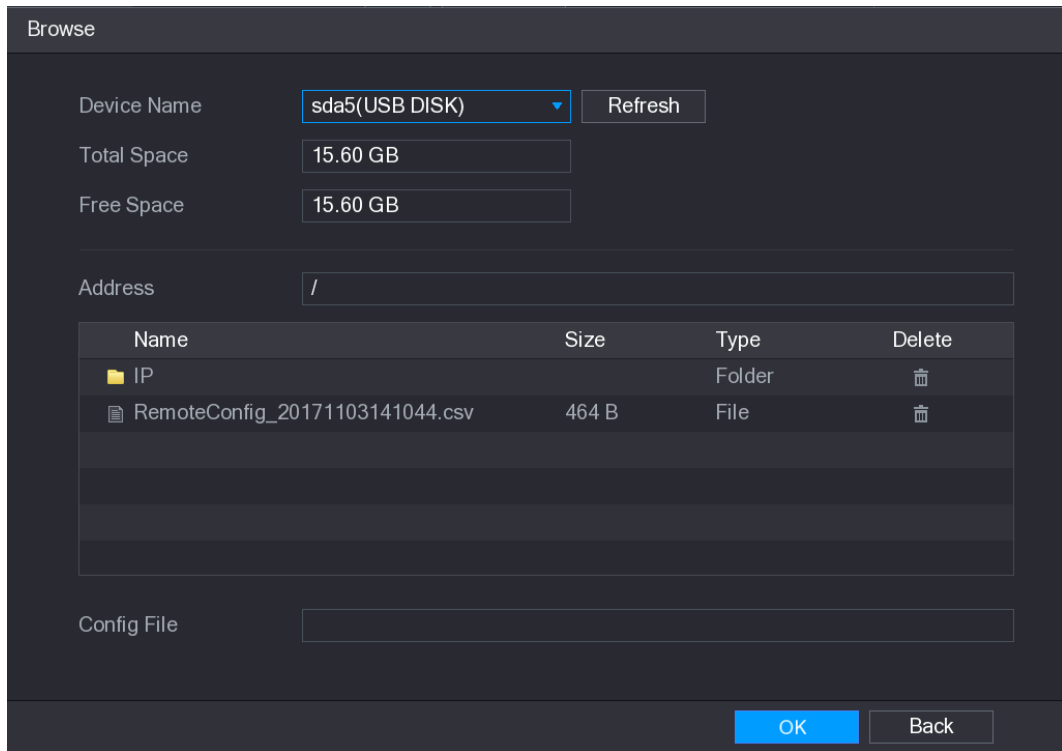 Browse
Device Name sda5(USB DISK) Refresh
Total Space 15.60 GB
Free Space 15.60 GB
Address /
Name Size Type Delete
IP Folder
RemoteConfig_20171103141044.csv 464 B File
Config File
OK Back